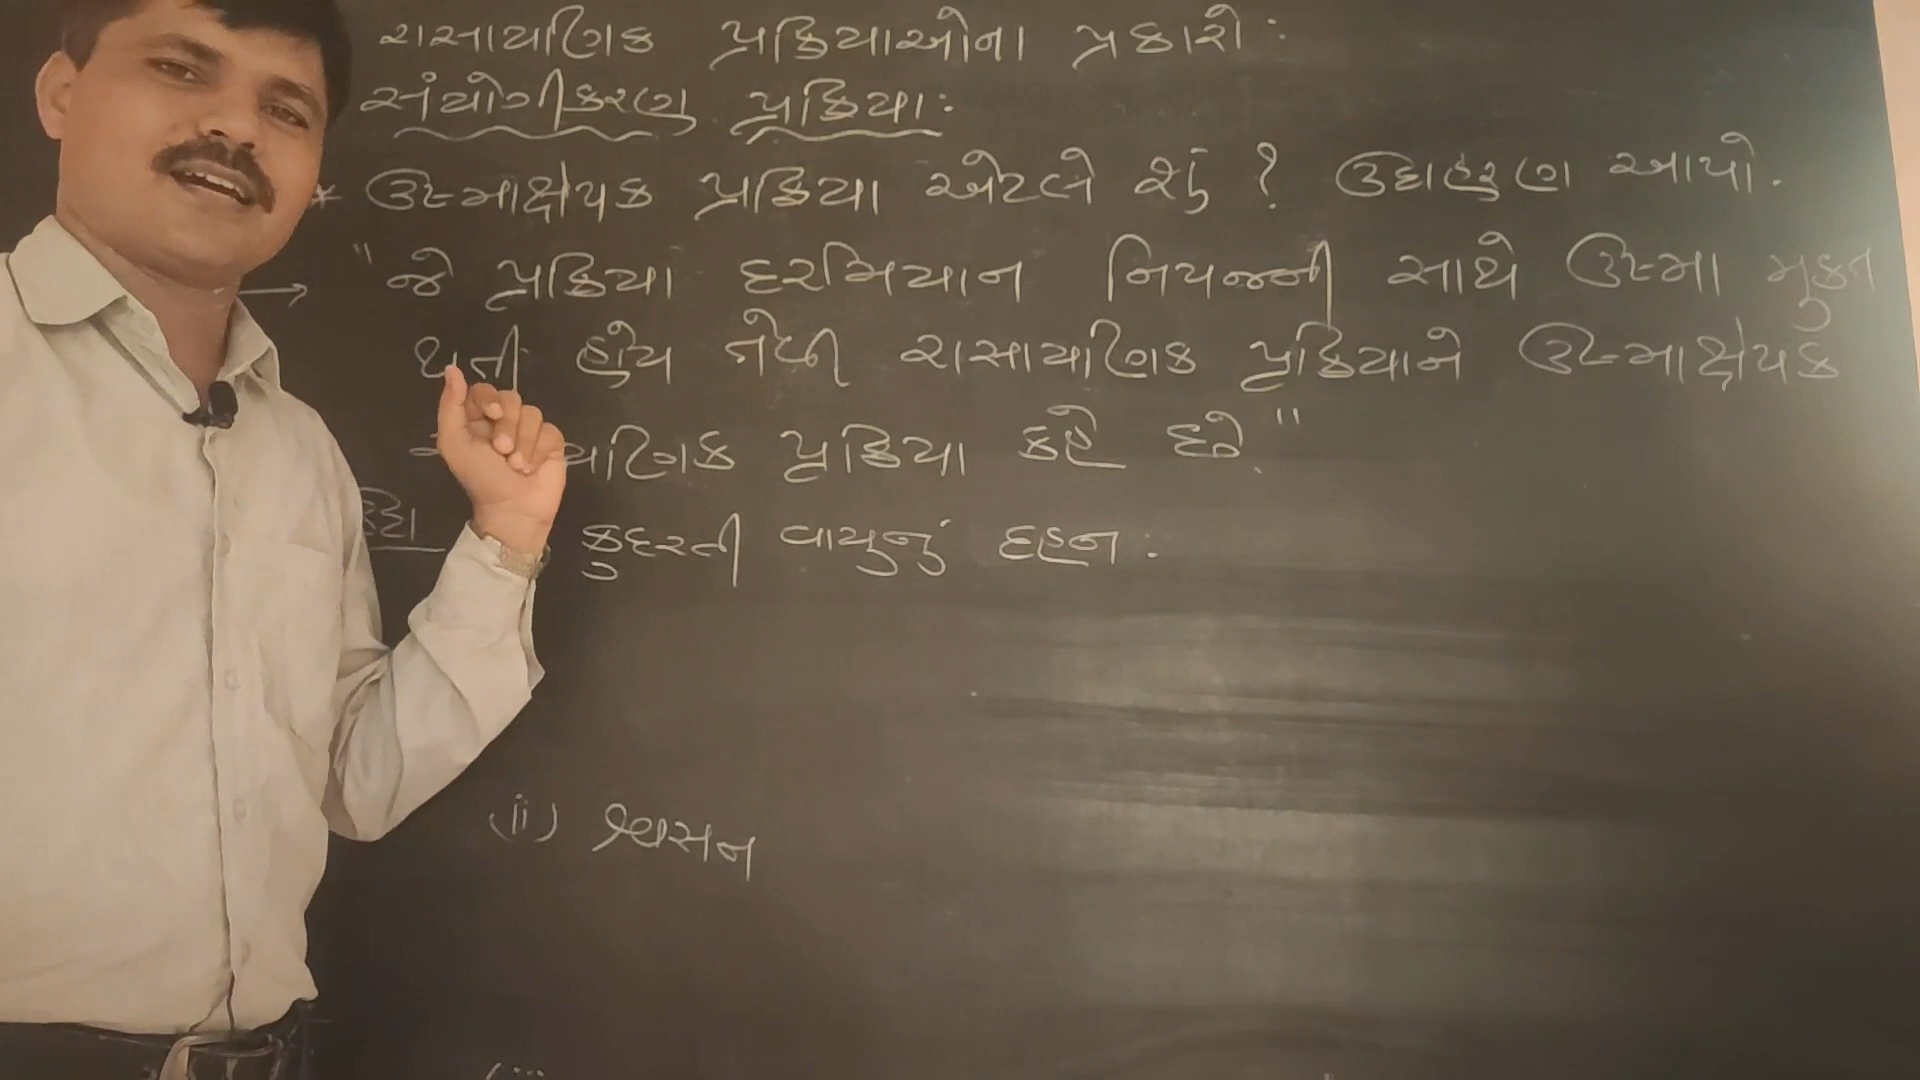 રાસાયણિક પ્રક્રિયાઓના પ્રકારો :
સંયોગીકરણ પ્રક્રિયા :
* ઉષ્માક્ષેપક પ્રક્રિયા એટલે શું ? ઉદાહરણ આપો.
→ "જે પ્રક્રિયા દરમિયાન નિપજની સાથે ઉષ્મા મુક્ત
થતી હોય તેવી રાસાયણિક પ્રક્રિયાને ઉષ્માક્ષેપક
પ્રક્રિયા કહે છે."
કુદરતી વાયુનું દહન :
(ii) શ્વસન